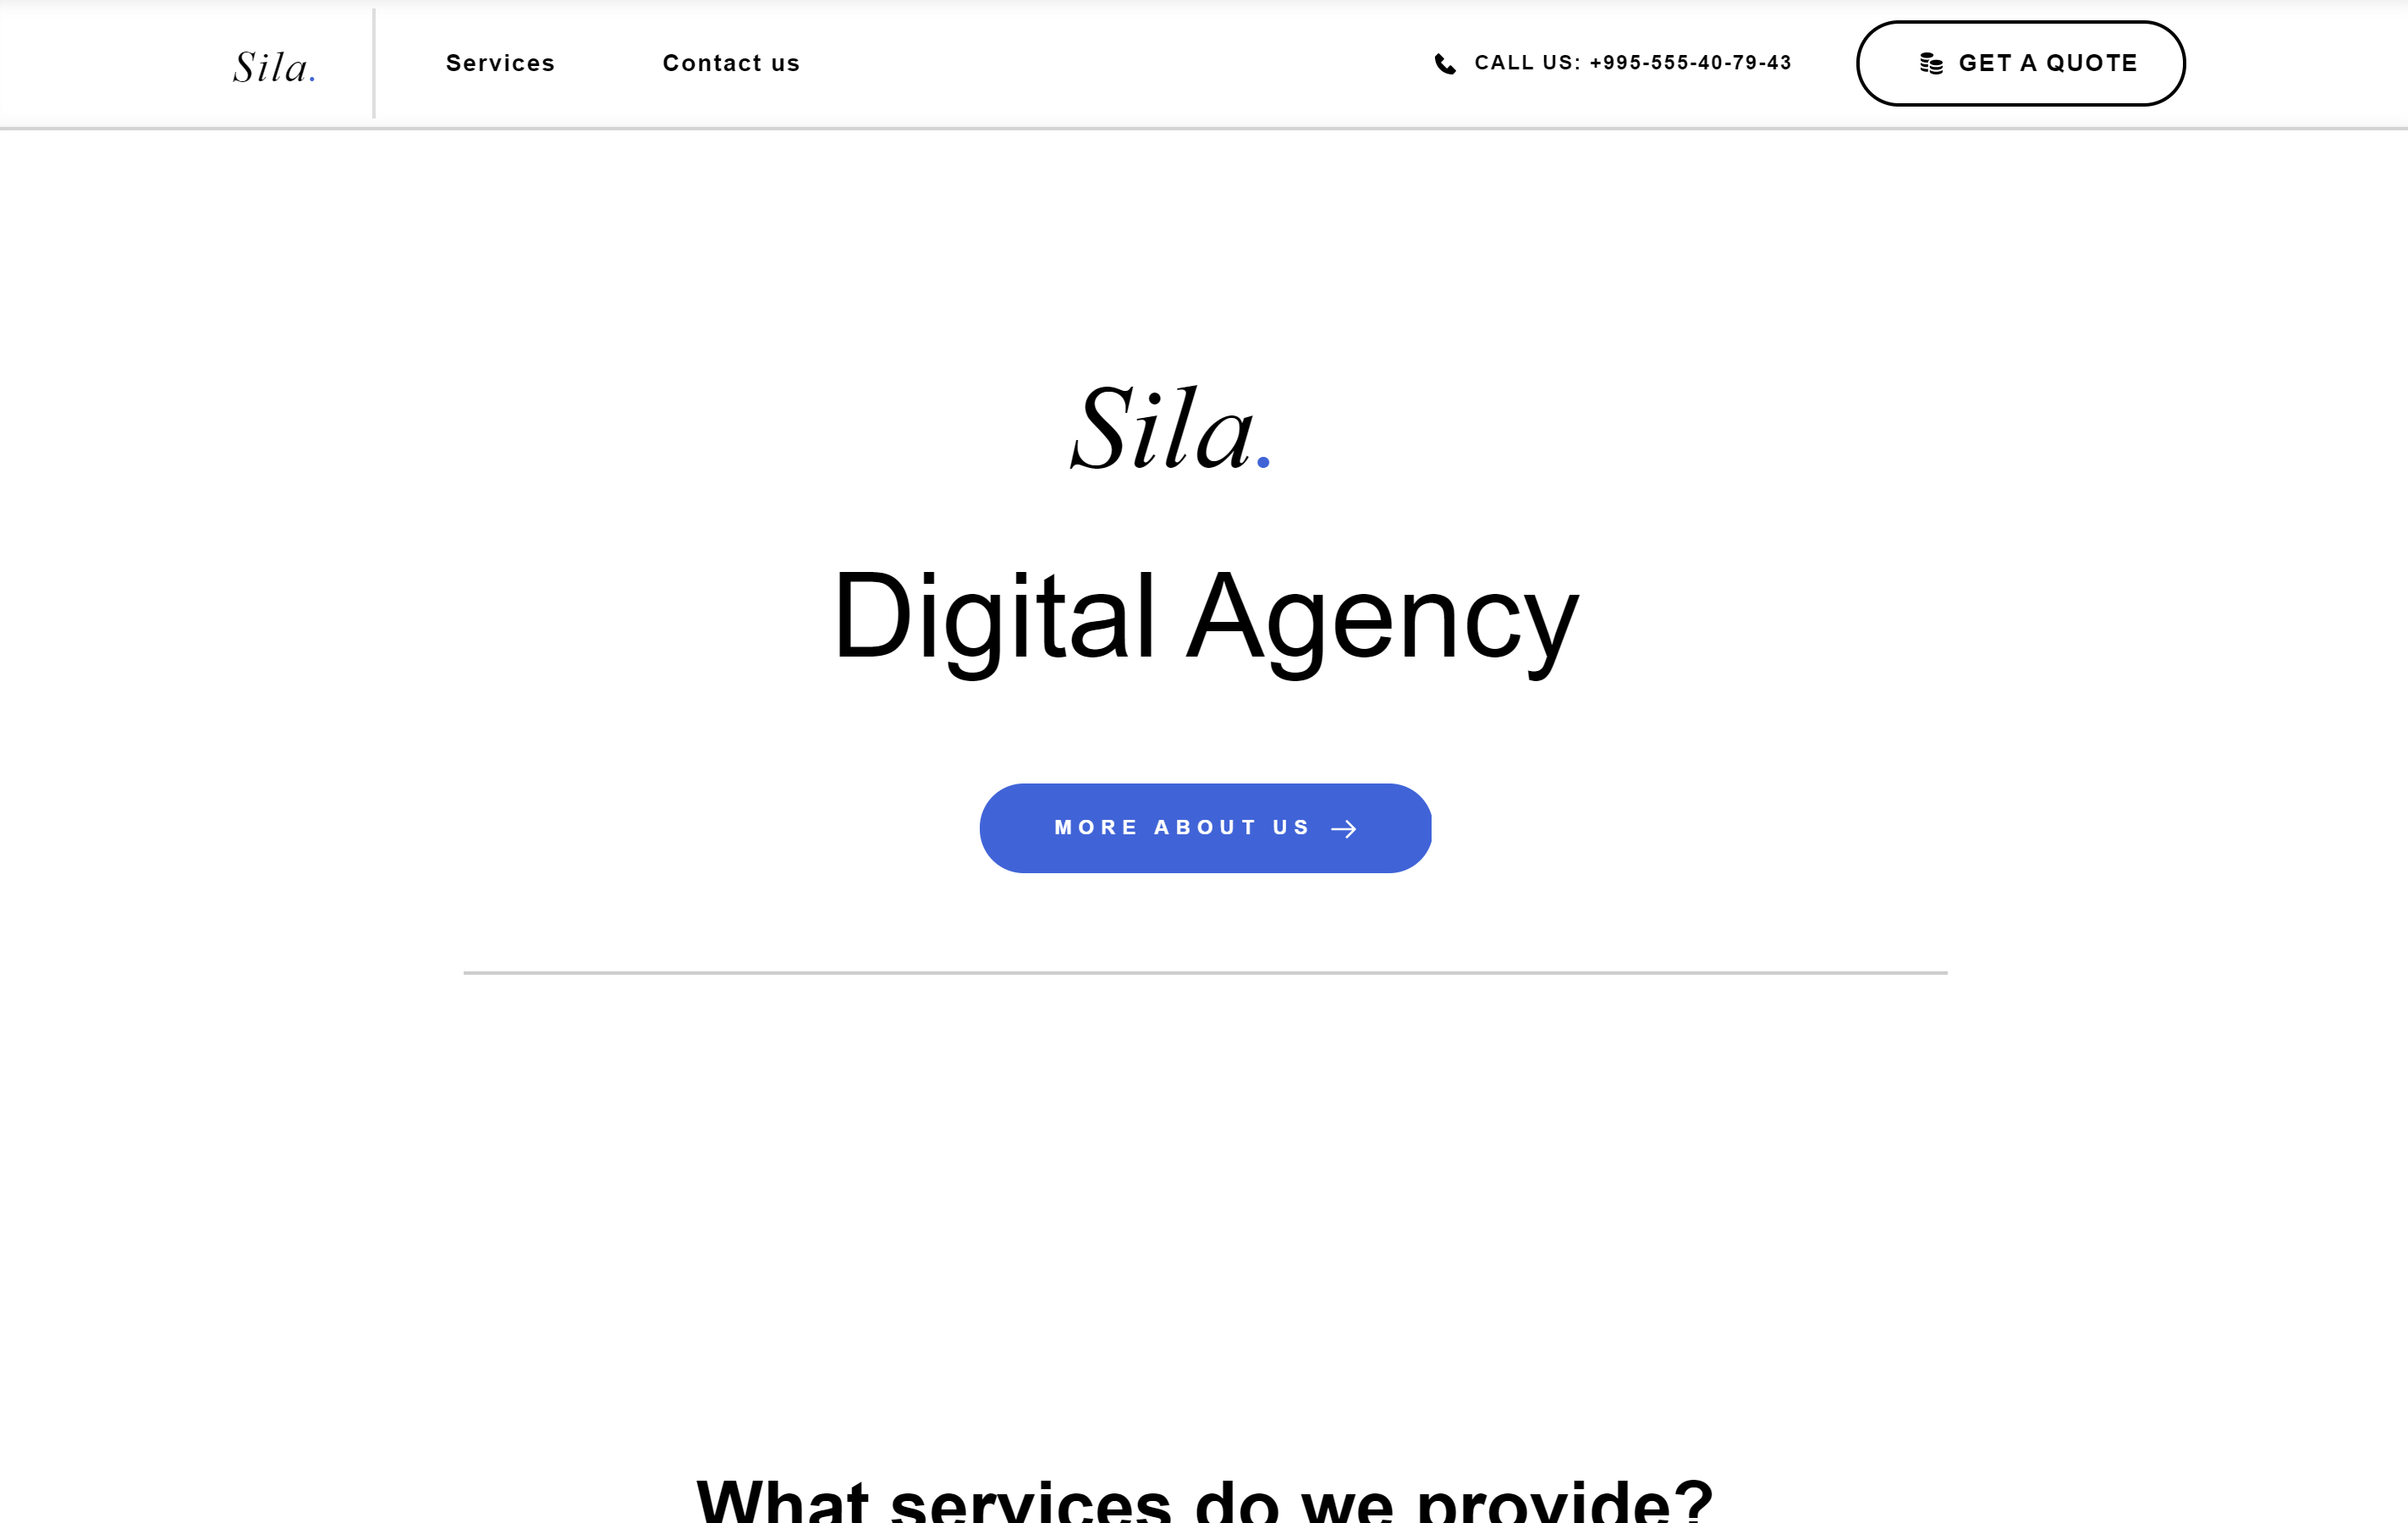 Sila.
Services
Contact us
CALL US: +995-555-40-79-43
GET A QUOTE
Sila.
Digital Agency
MORE ABOUT US
What services do we provide?